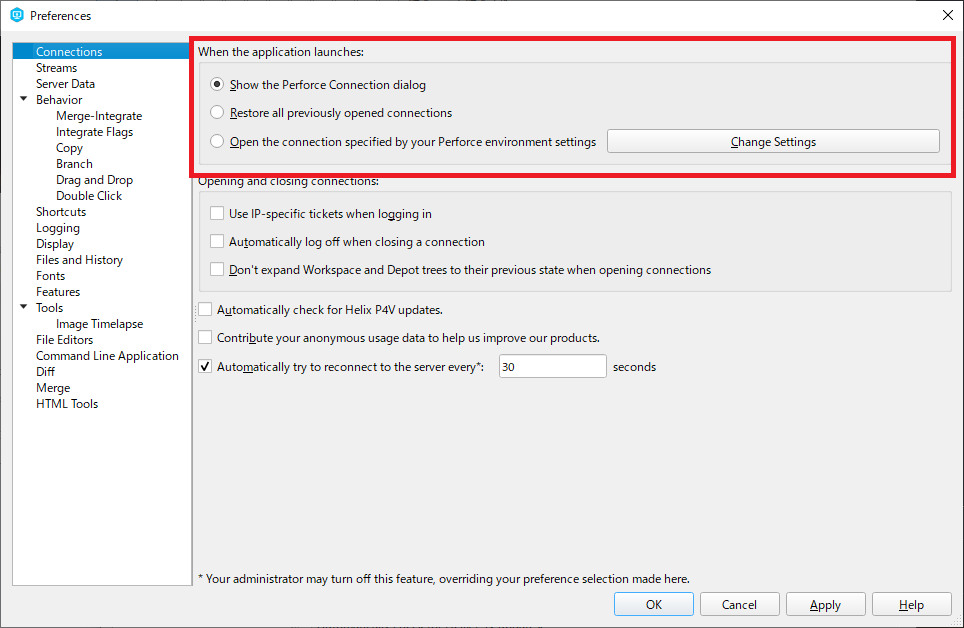 Preferences
Connections
Streams
Server Data
Behavior
Merge-Integrate
Integrate Flags
Copy
Branch
Drag and Drop
Double Click
Shortcuts
Logging
Display
Files and History
Fonts
Features
Tools
Image Timelapse
File Editors
Command Line Application
Diff
Merge
HTML Tools
When the application launches:
Show the Perforce Connection dialog
Restore all previously opened connections
Open the connection specified by your Perforce environment settings
Change Settings
Opening and closing connections:
Use IP-specific tickets when logging in
Automatically log off when closing a connection
Don't expand Workspace and Depot trees to their previous state when opening connections
Automatically check for Helix P4V updates.
Contribute your anonymous usage data to help us improve our products.
Automatically try to reconnect to the server every*: 30 seconds
* Your administrator may turn off this feature, overriding your preference selection made here.
OK Cancel Apply Help